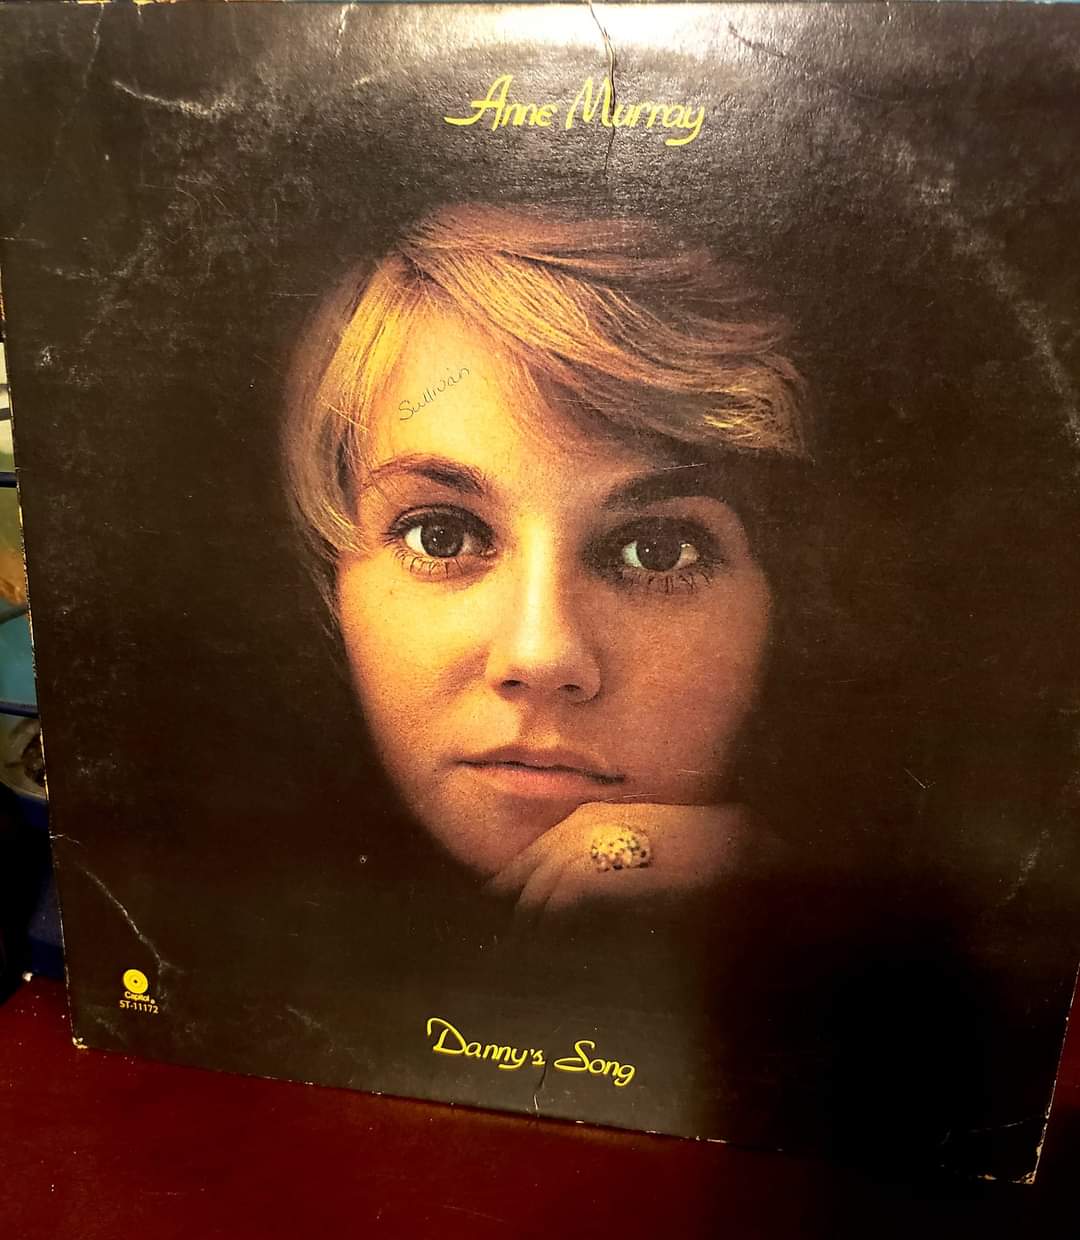 Anne Murray
Sullivan
Capitol
ST-11172
Danny's Song